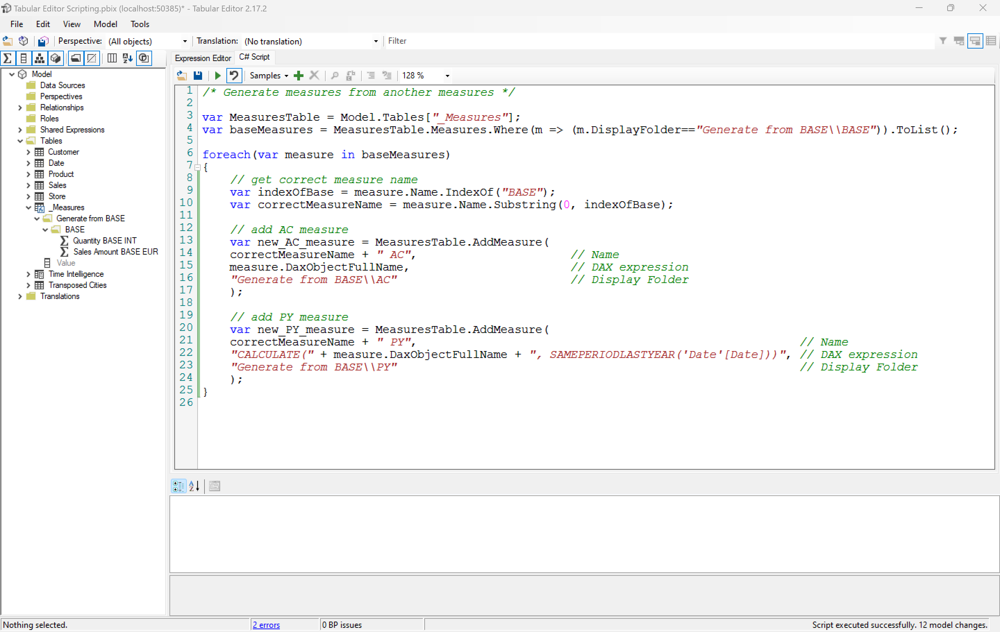 Tabular Editor Scripting.pbix (localhost:50385)* - Tabular Editor 2.17.2
File Edit View Model Tools
Perspective: (All objects) Translation: (No translation) Filter
Expression Editor C# Script
Samples 128 %
Model
Data Sources
Perspectives
Relationships
Roles
Shared Expressions
Tables
Customer
Date
Product
Sales
Store
_Measures
Generate from BASE
BASE
Quantity BASE INT
Sales Amount BASE EUR
Value
Time Intelligence
Transposed Cities
Translations
1 /* Generate measures from another measures */
2
3 var MeasuresTable = Model.Tables["_Measures"];
4 var baseMeasures = MeasuresTable.Measures.Where(m => (m.DisplayFolder=="Generate from BASE\\BASE")).ToList();
5
6 foreach(var measure in baseMeasures)
7 {
8 // get correct measure name
9 var indexOfBase = measure.Name.IndexOf("BASE");
10 var correctMeasureName = measure.Name.Substring(0, indexOfBase);
11
12 // add AC measure
13 var new_AC_measure = MeasuresTable.AddMeasure(
14 correctMeasureName + " AC", // Name
15 measure.DaxObjectFullName, // DAX expression
16 "Generate from BASE\\AC" // Display Folder
17 );
18
19 // add PY measure
20 var new_PY_measure = MeasuresTable.AddMeasure(
21 correctMeasureName + " PY", // Name
22 "CALCULATE(" + measure.DaxObjectFullName + ", SAMEPERIODLASTYEAR('Date'[Date]))", // DAX expression
23 "Generate from BASE\\PY" // Display Folder
24 );
25 }
26
Nothing selected. 2 errors 0 BP issues Script executed successfully. 12 model changes.